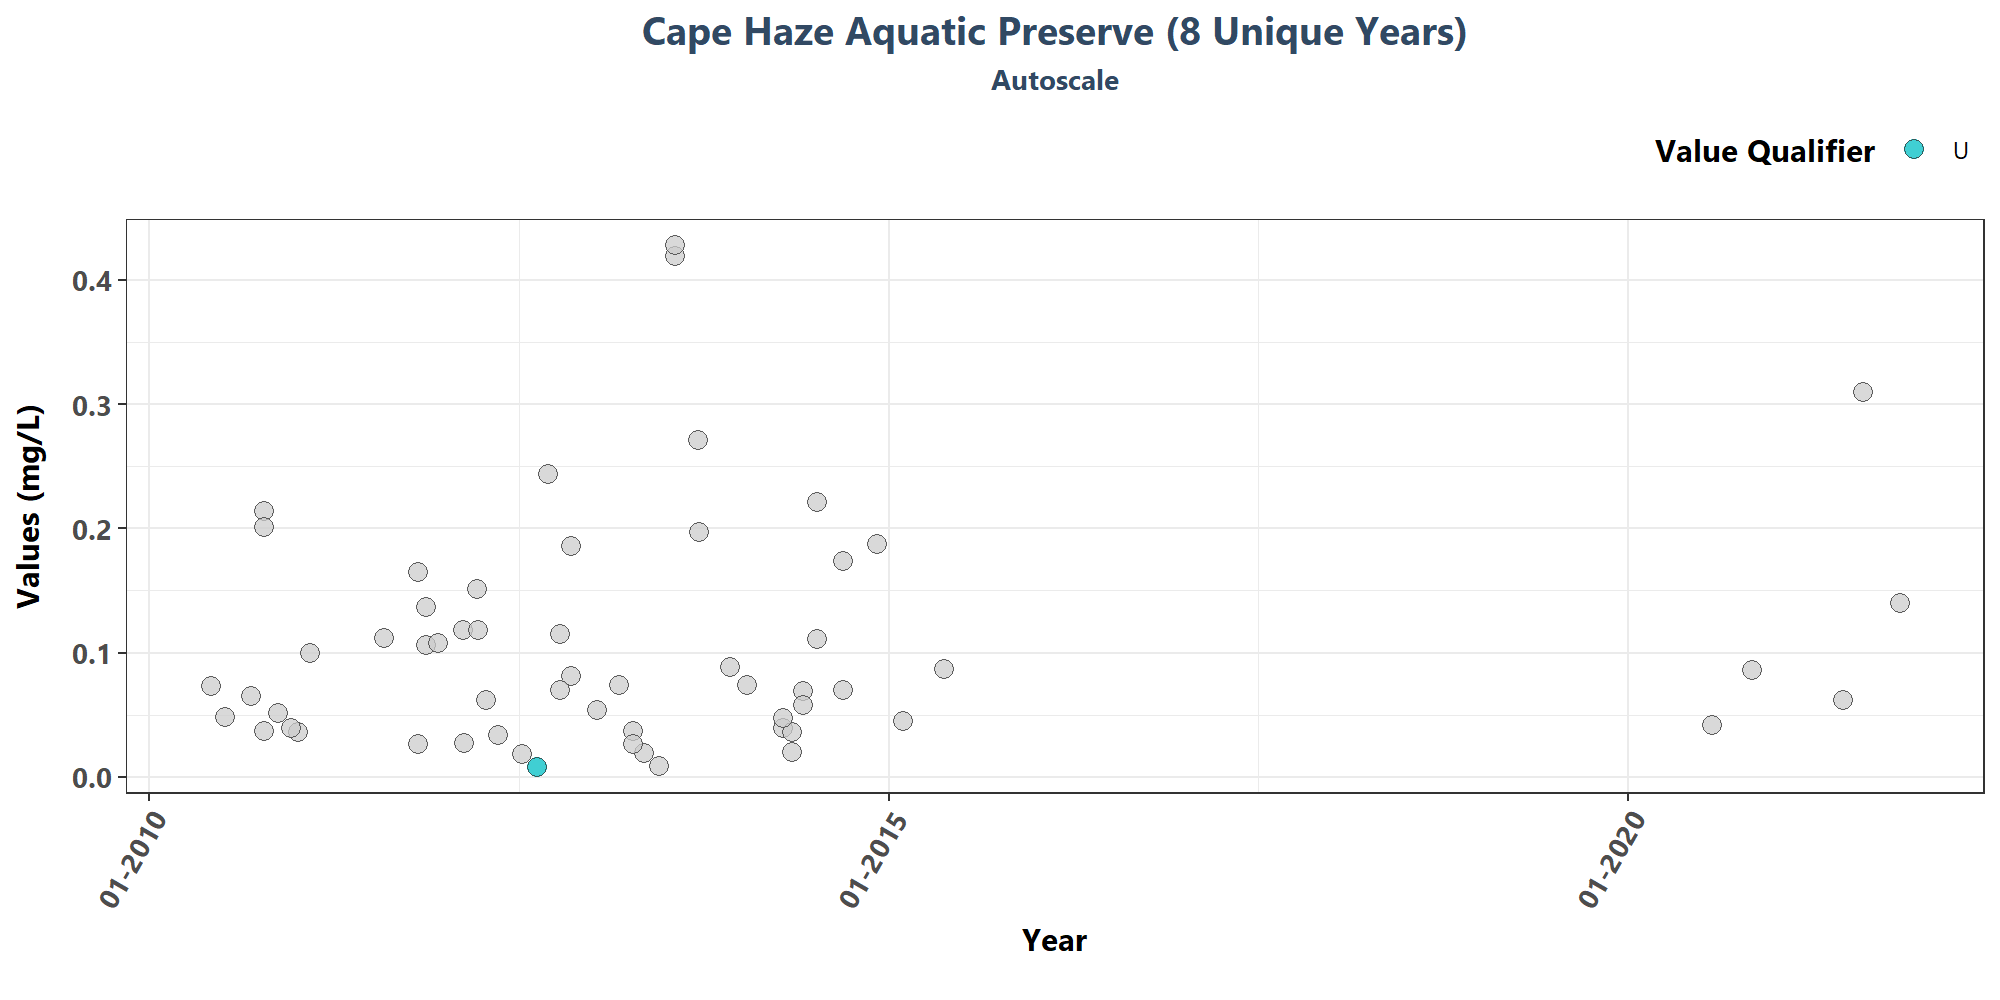 Cape Haze Aquatic Preserve (8 Unique Years)
Autoscale
Value Qualifier U
Values (mg/L)
0.4
0.3
0.2
0.1
0.0
01-2010 01-2015 01-2020
Year